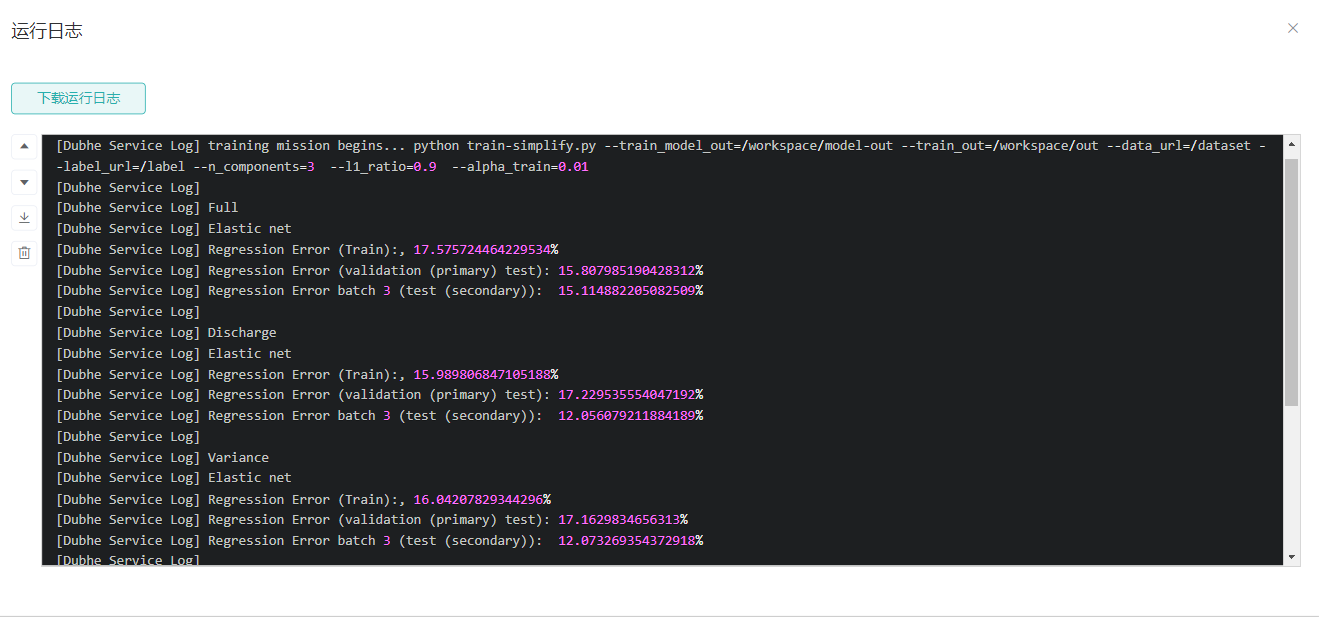 运行日志
下载运行日志
[Dubhe Service Log] training mission begins... python train-simplify.py --train_model_out=/workspace/model-out --train_out=/workspace/out --data_url=/dataset -
-label_url=/label --n_components=3  --l1_ratio=0.9  --alpha_train=0.01
[Dubhe Service Log]
[Dubhe Service Log] Full
[Dubhe Service Log] Elastic net
[Dubhe Service Log] Regression Error (Train):, 17.575724464229534%
[Dubhe Service Log] Regression Error (validation (primary) test): 15.807985190428312%
[Dubhe Service Log] Regression Error batch 3 (test (secondary)):  15.114882205082509%
[Dubhe Service Log]
[Dubhe Service Log] Discharge
[Dubhe Service Log] Elastic net
[Dubhe Service Log] Regression Error (Train):, 15.989806847105188%
[Dubhe Service Log] Regression Error (validation (primary) test): 17.229535554047192%
[Dubhe Service Log] Regression Error batch 3 (test (secondary)):  12.056079211884189%
[Dubhe Service Log]
[Dubhe Service Log] Variance
[Dubhe Service Log] Elastic net
[Dubhe Service Log] Regression Error (Train):, 16.04207829344296%
[Dubhe Service Log] Regression Error (validation (primary) test): 17.1629834656313%
[Dubhe Service Log] Regression Error batch 3 (test (secondary)):  12.073269354372918%
[Dubhe Service Log]